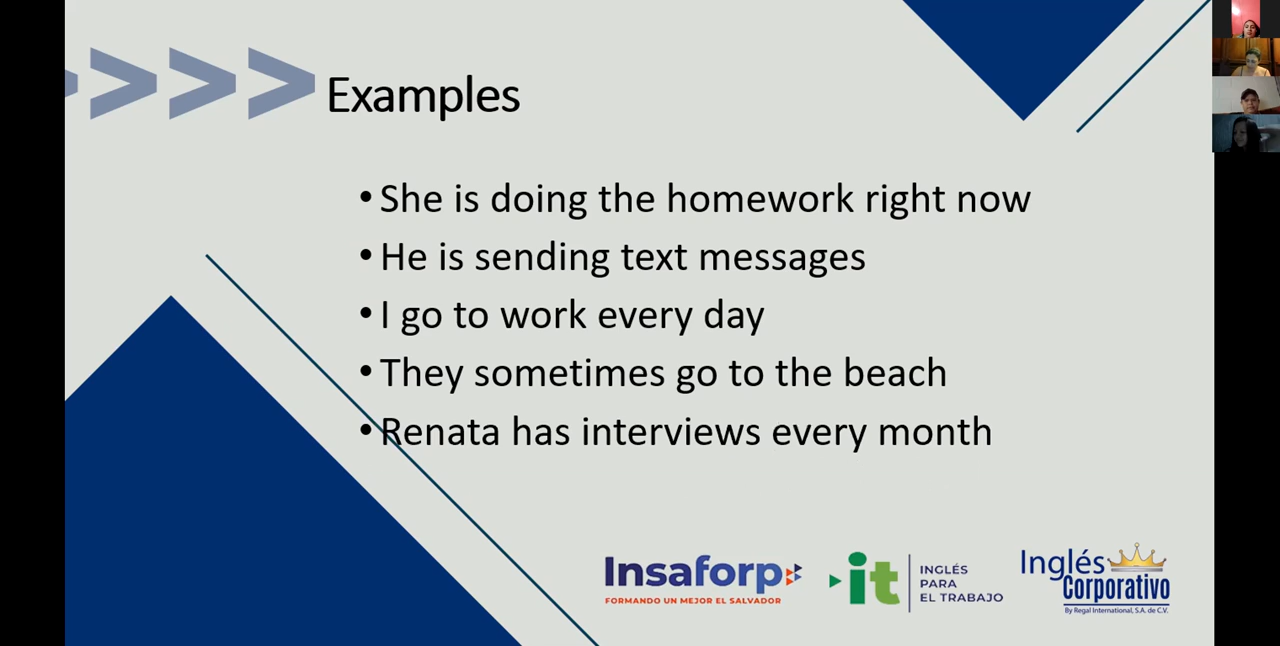 Examples
• She is doing the homework right now
• He is sending text messages
• I go to work every day
• They sometimes go to the beach
• Renata has interviews every month
Insaforp
FORMANDO UN MEJOR EL SALVADOR
it
INGLÉS
PARA
EL TRABAJO
Inglés
Corporativo
By Regal International, S.A. de C.V.